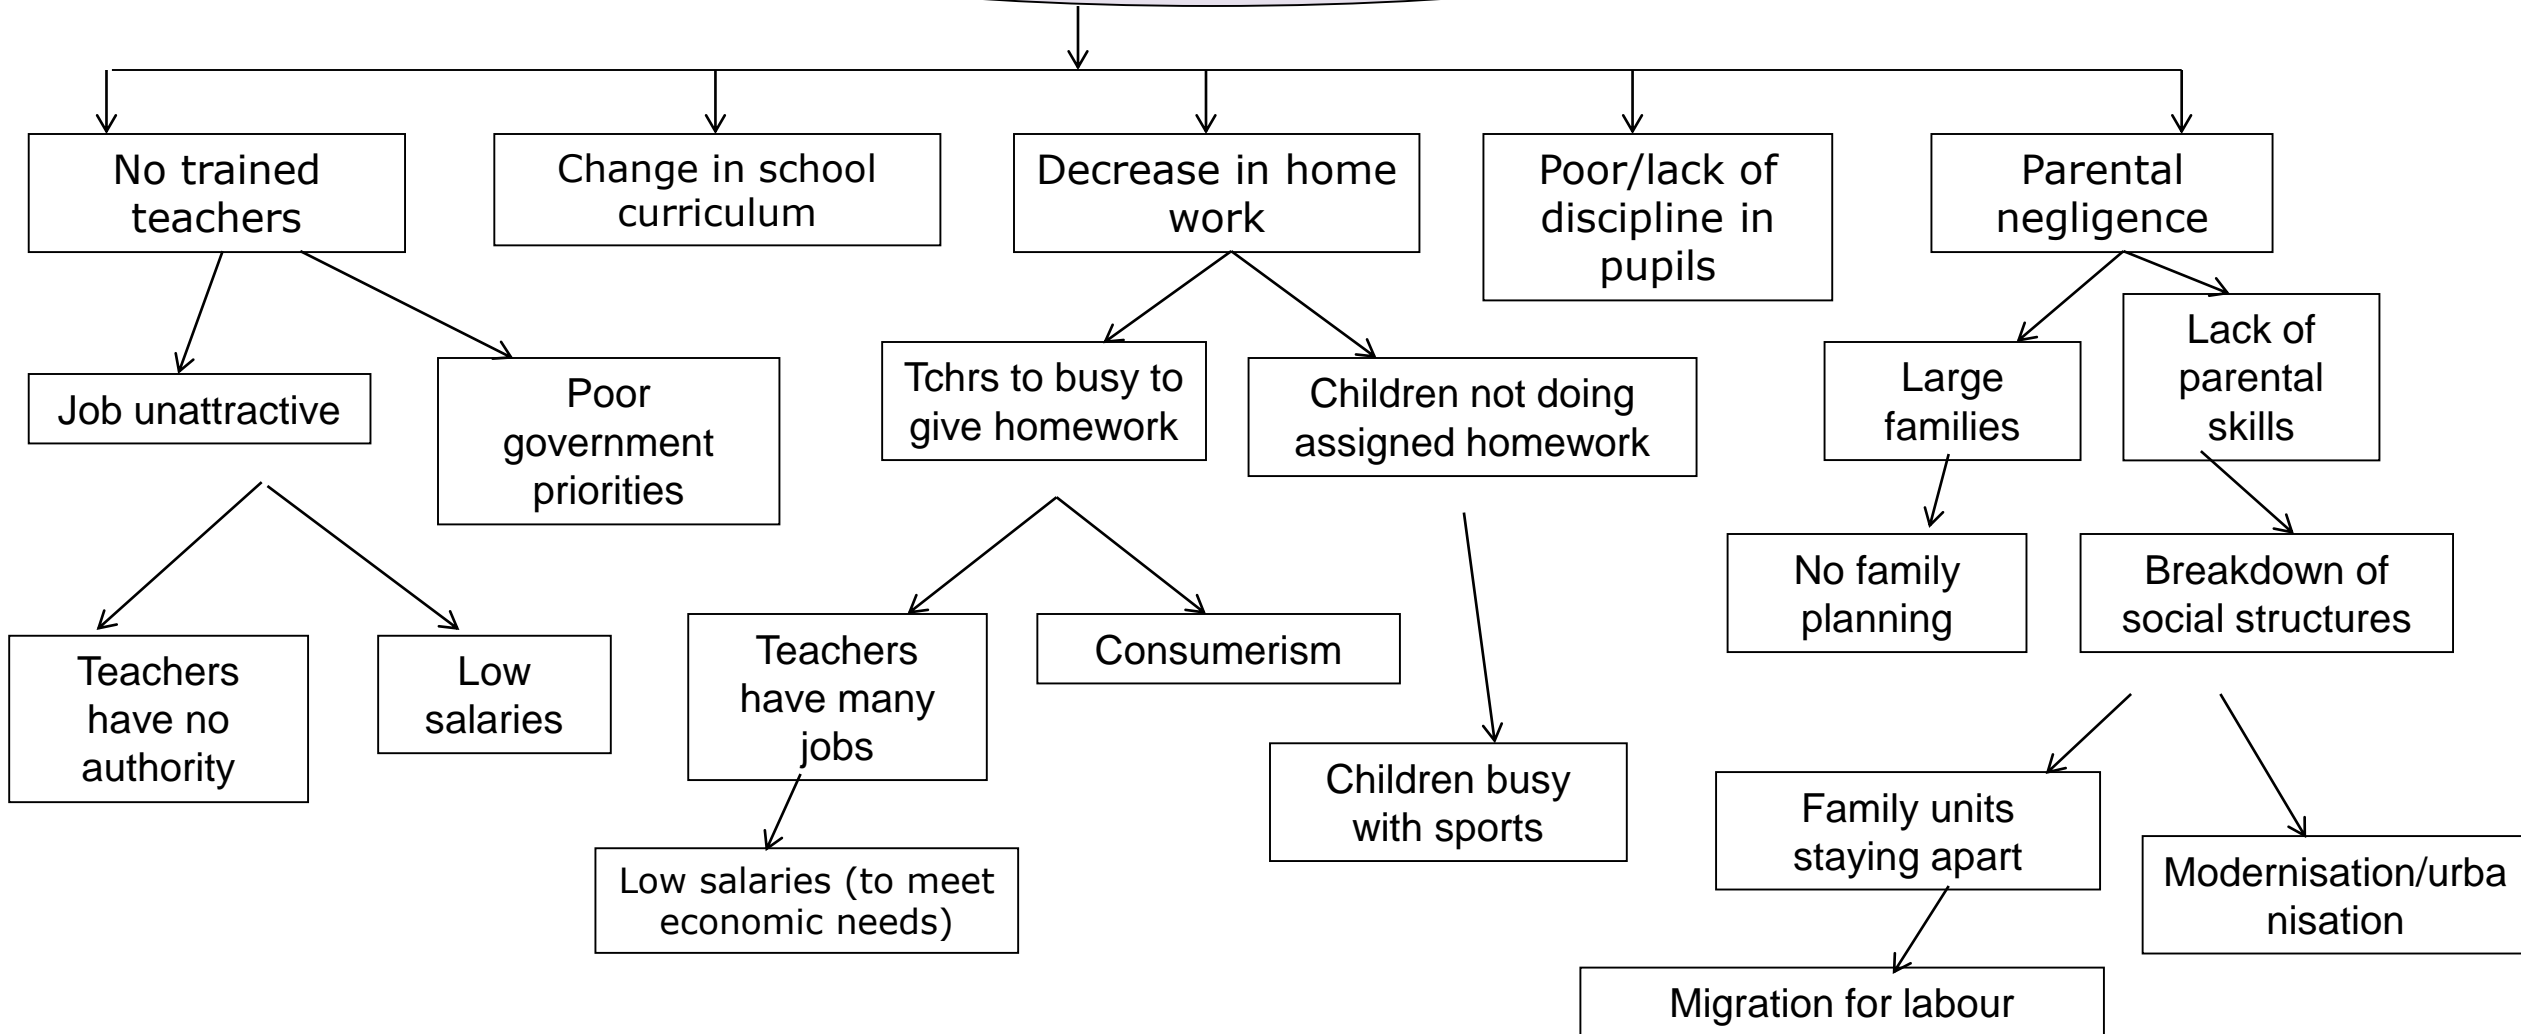 No trained
teachers
Change in school
curriculum
Decrease in home
work
Poor/lack of
discipline in
pupils
Parental
negligence
Job unattractive
Poor
government
priorities
Tchrs to busy to
give homework
Children not doing
assigned homework
Large
families
Lack of
parental
skills
Teachers
have no
authority
Low
salaries
Teachers
have many
jobs
Consumerism
No family
planning
Breakdown of
social structures
Low salaries (to meet
economic needs)
Children busy
with sports
Family units
staying apart
Modernisation/urba
nisation
Migration for labour